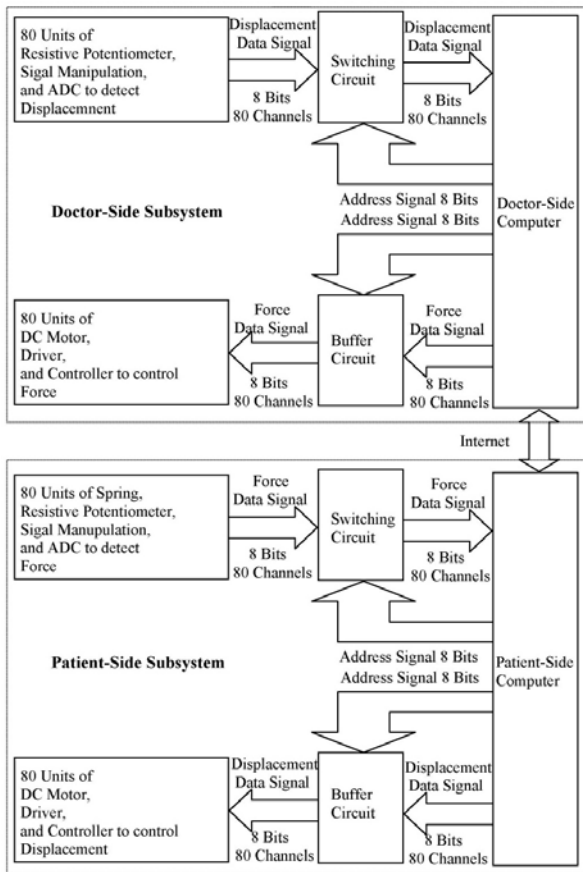 80 Units of
Resistive Potentiometer,
Sigal Manipulation,
and ADC to detect
Displacemnent
Displacement
Data Signal
8 Bits
80 Channels
Switching
Circuit
Displacement
Data Signal
8 Bits
80 Channels
Doctor-Side
Computer
Address Signal 8 Bits
Address Signal 8 Bits
Doctor-Side Subsystem
80 Units of
DC Motor,
Driver,
and Controller to control
Force
Force
Data Signal
8 Bits
80 Channels
Buffer
Circuit
Force
Data Signal
8 Bits
80 Channels
Internet
80 Units of Spring,
Resistive Potentiometer,
Sigal Manupulation,
and ADC to detect
Force
Force
Data Signal
8 Bits
80 Channels
Switching
Circuit
Force
Data Signal
8 Bits
80 Channels
Patient-Side
Computer
Address Signal 8 Bits
Address Signal 8 Bits
Patient-Side Subsystem
80 Units of
DC Motor,
Driver,
and Controller to control
Displacement
Displacement
Data Signal
8 Bits
80 Channels
Buffer
Circuit
Displacement
Data Signal
8 Bits
80 Channels